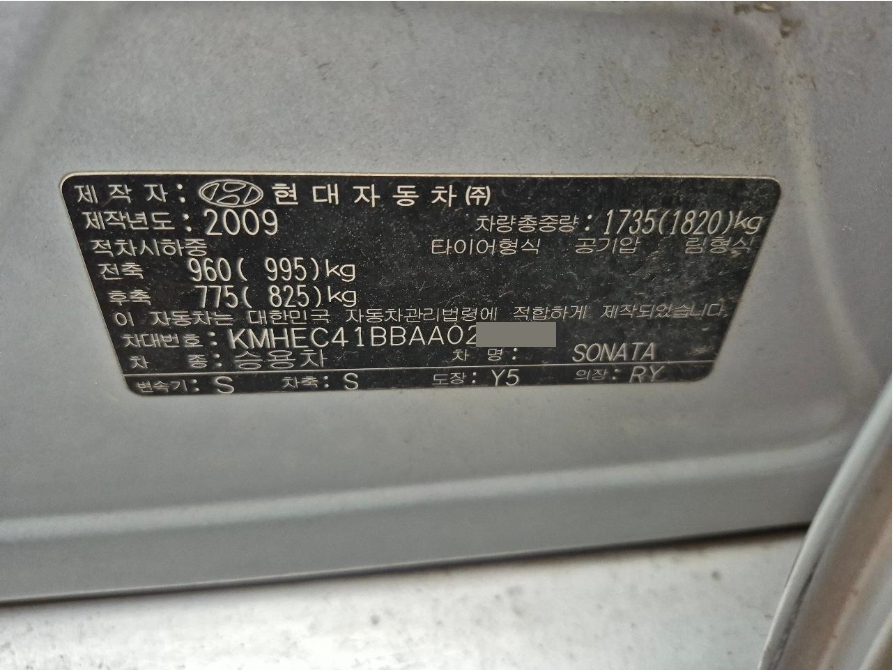 제 작 자 : 현대자동차㈜
제작년도 : 2009 차량총중량 : 1735(1820)kg
적차시하중 타이어형식 공기압 림형식
전축 960( 995)kg
후축 775( 825)kg
이 자동차는 대한민국 자동차관리법령에 적합하게 제작되었습니다.
차대번호 : KMHEC41BBAA02
차 종 : 승용차 차 명 : SONATA
변속기 : S 차축 : S 도장 : Y5 의장 : RY